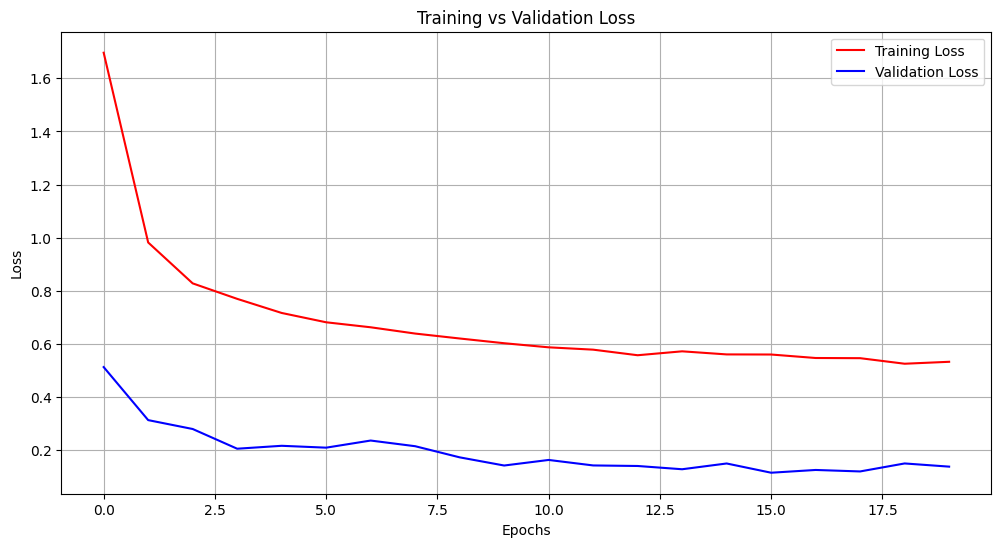 Training vs Validation Loss
Training Loss
Validation Loss
1.6
1.4
1.2
1.0
0.8
0.6
0.4
0.2
Loss
0.0 2.5 5.0 7.5 10.0 12.5 15.0 17.5
Epochs